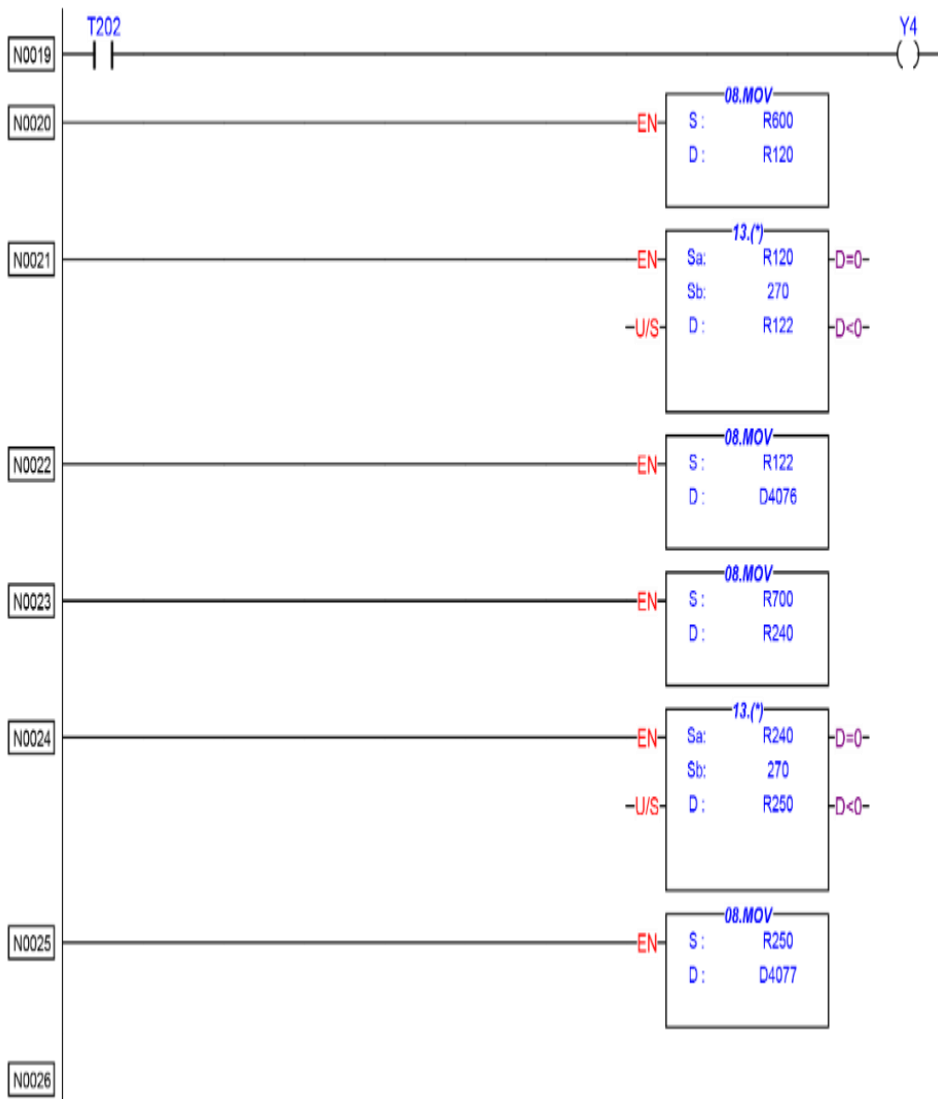 T202 Y4
N0019 ( )
08.MOV
N0020 EN S : R600
D : R120
13.(*)
N0021 EN Sa: R120 D=0
Sb: 270
U/S D : R122 D<0
08.MOV
N0022 EN S : R122
D : D4076
08.MOV
N0023 EN S : R700
D : R240
13.(*)
N0024 EN Sa: R240 D=0
Sb: 270
U/S D : R250 D<0
08.MOV
N0025 EN S : R250
D : D4077
N0026